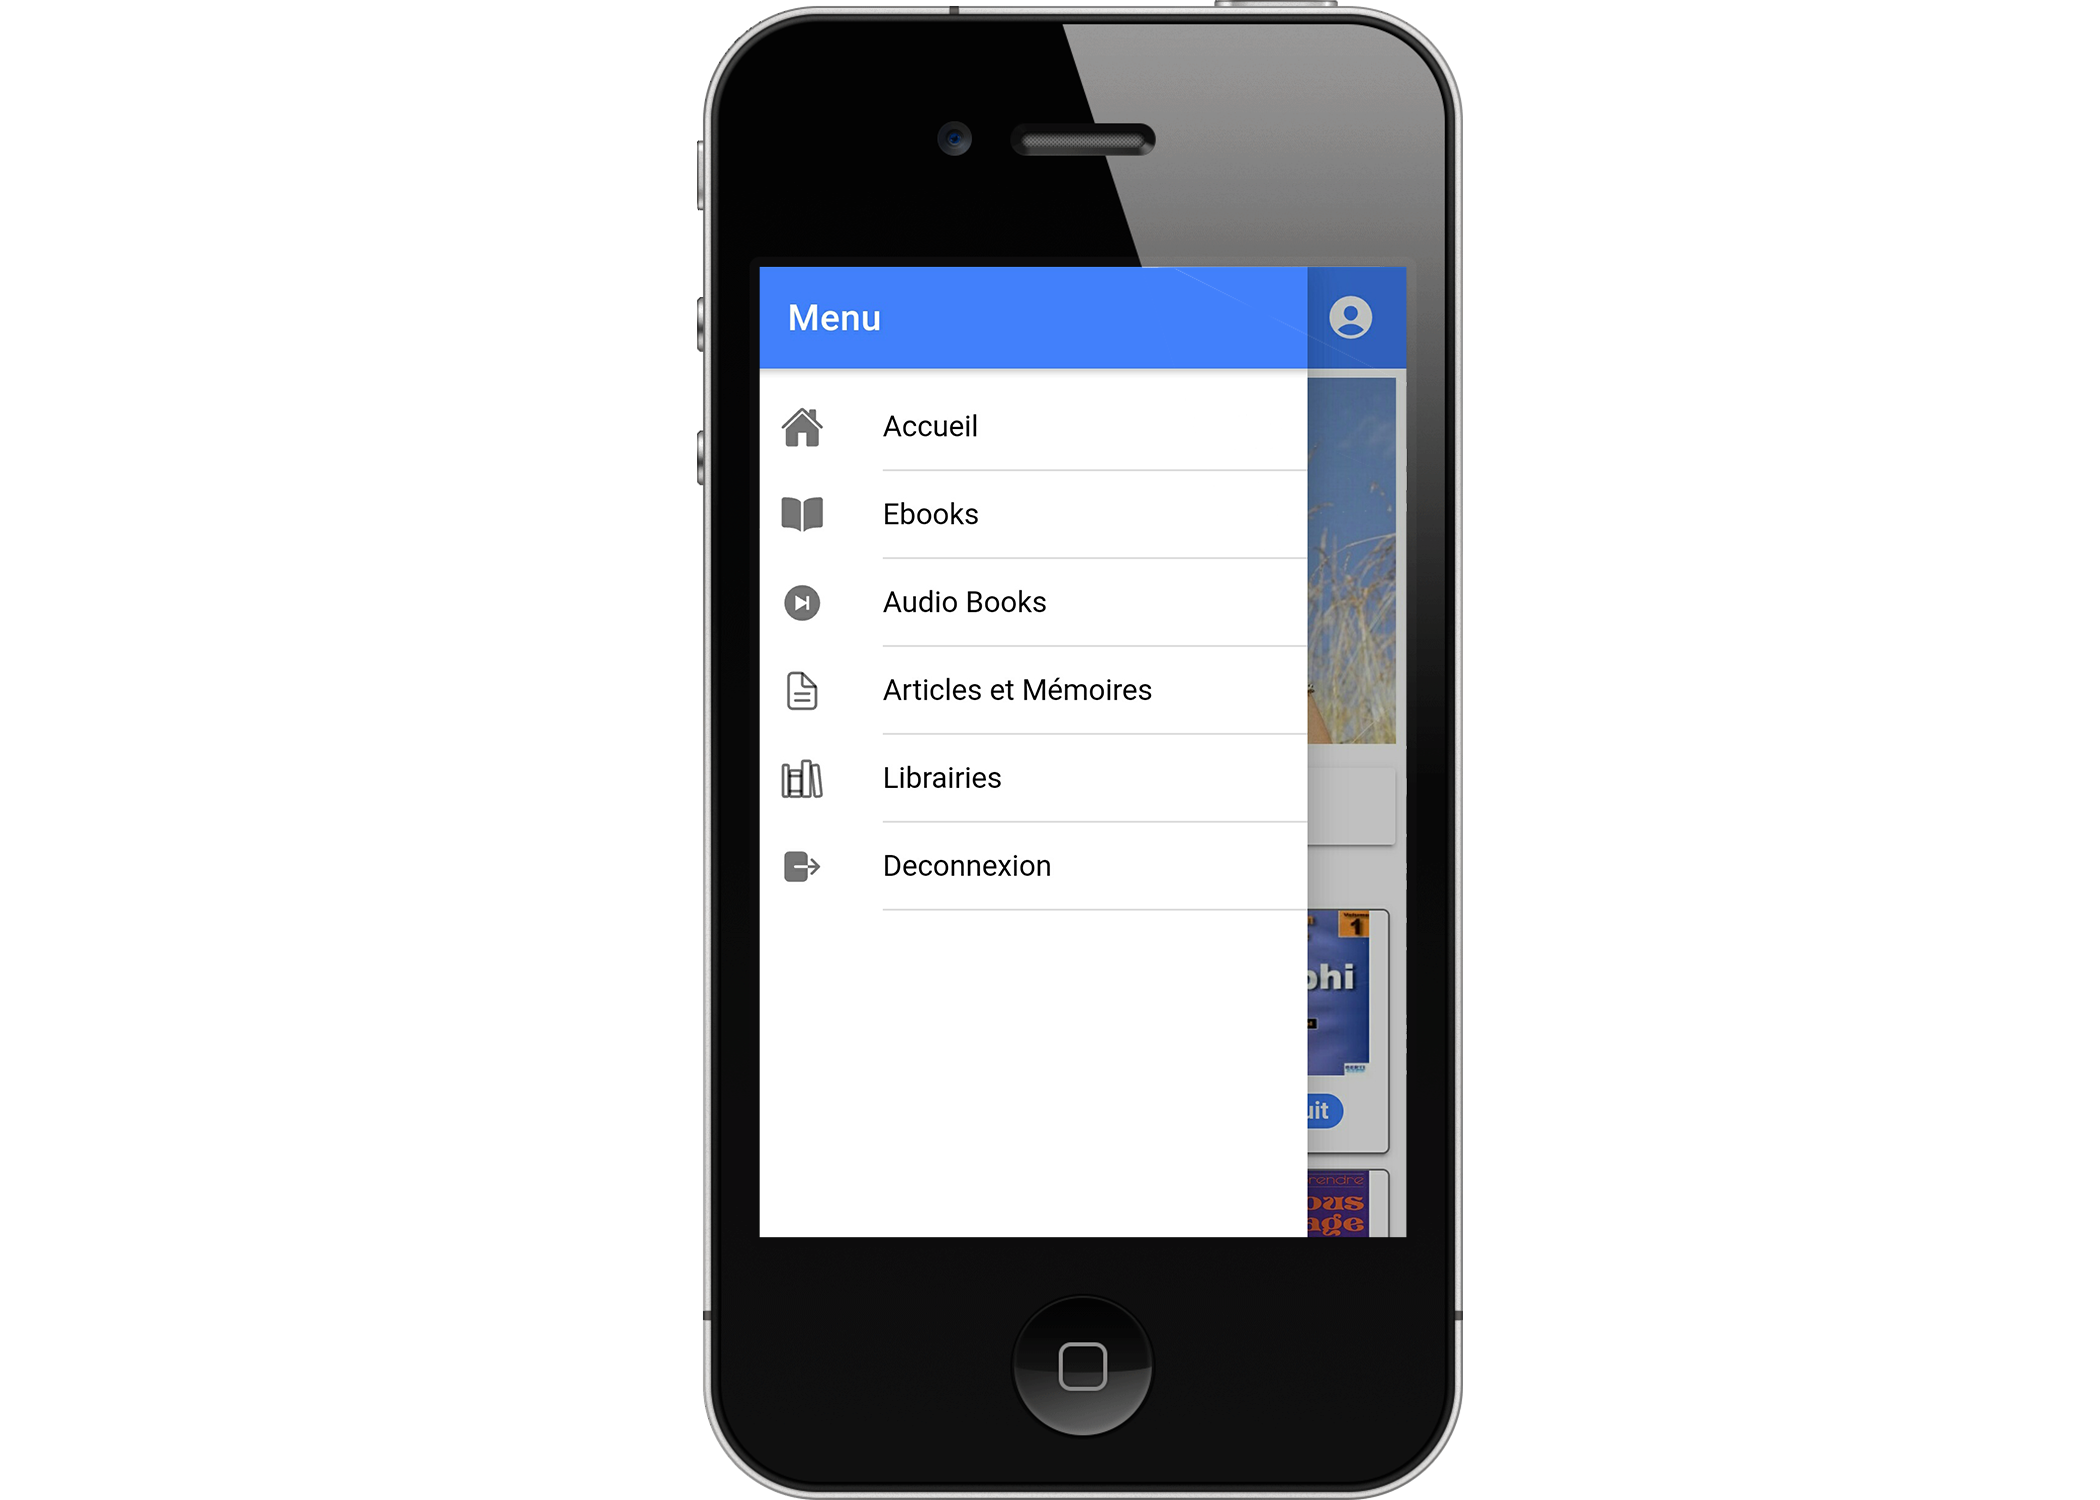 Menu
Accueil
Ebooks
Audio Books
Articles et Mémoires
Librairies
Deconnexion
1
phi
uit
rendre
ous
age